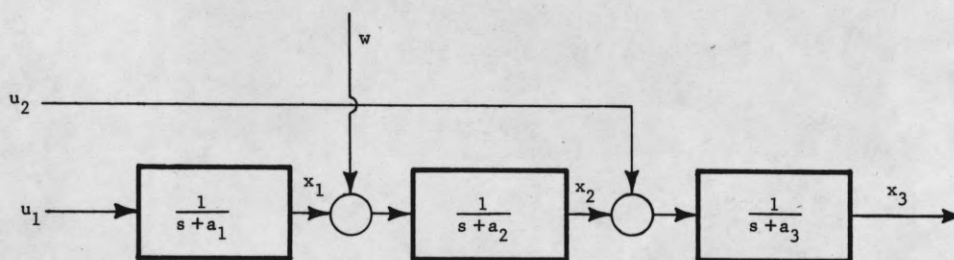 w
u₂
u₁
1
s + a₁
x₁
1
s + a₂
x₂
1
s + a₃
x₃